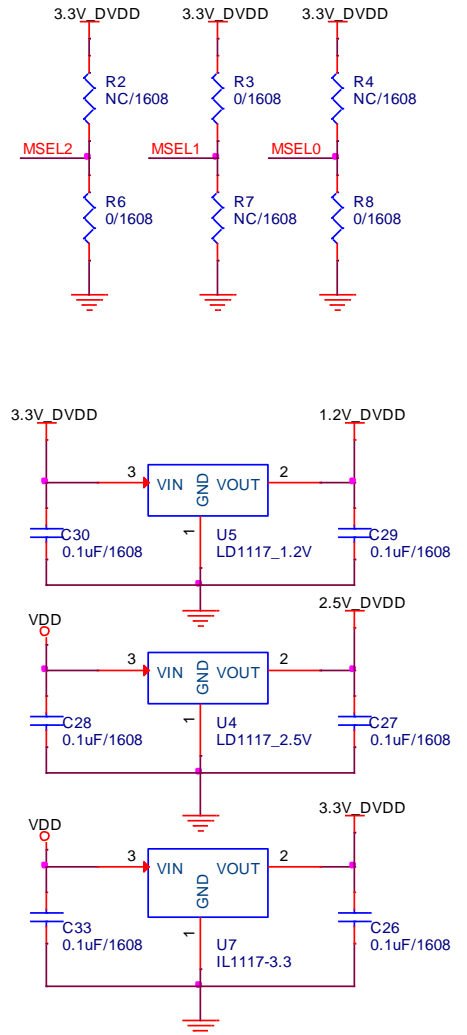 3.3V_DVDD 3.3V_DVDD 3.3V_DVDD
R2 R3 R4
NC/1608 0/1608 NC/1608
MSEL2 MSEL1 MSEL0
R6 R7 R8
0/1608 NC/1608 0/1608
3.3V_DVDD 1.2V_DVDD
3 VIN GND VOUT 2
1
C30 U5 C29
0.1uF/1608 LD1117_1.2V 0.1uF/1608
VDD 2.5V_DVDD
3 VIN GND VOUT 2
1
C28 U4 C27
0.1uF/1608 LD1117_2.5V 0.1uF/1608
VDD 3.3V_DVDD
3 VIN GND VOUT 2
1
C33 U7 C26
0.1uF/1608 IL1117-3.3 0.1uF/1608